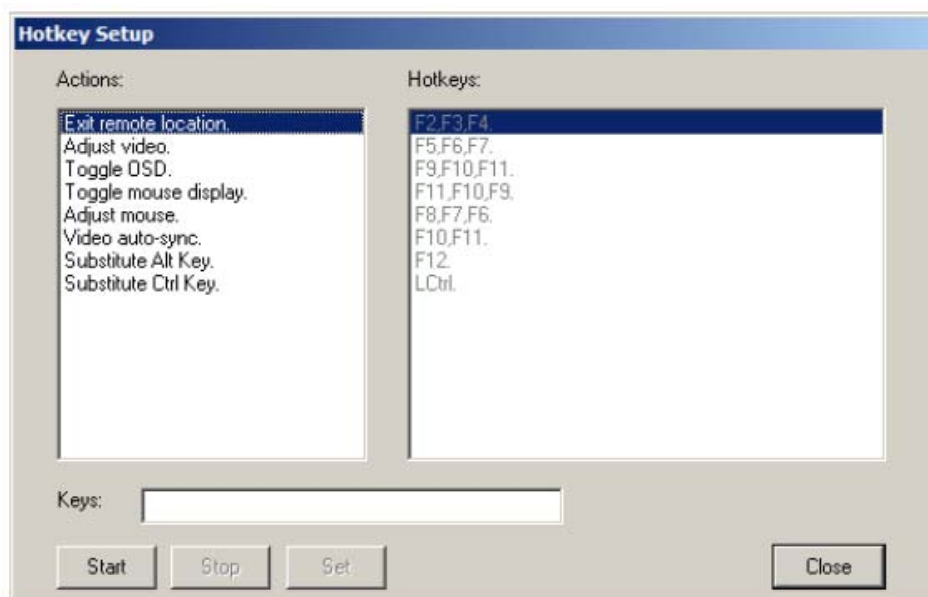 Hotkey Setup
Actions:
Hotkeys:
Exit remote location.
F2,F3,F4.
Adjust video.
F5,F6,F7.
Toggle OSD.
F9,F10,F11.
Toggle mouse display.
F11,F10,F9.
Adjust mouse.
F8,F7,F6.
Video auto-sync.
F10,F11.
Substitute Alt Key.
F12.
Substitute Ctrl Key.
LCtrl.
Keys:
Start
Stop
Set
Close